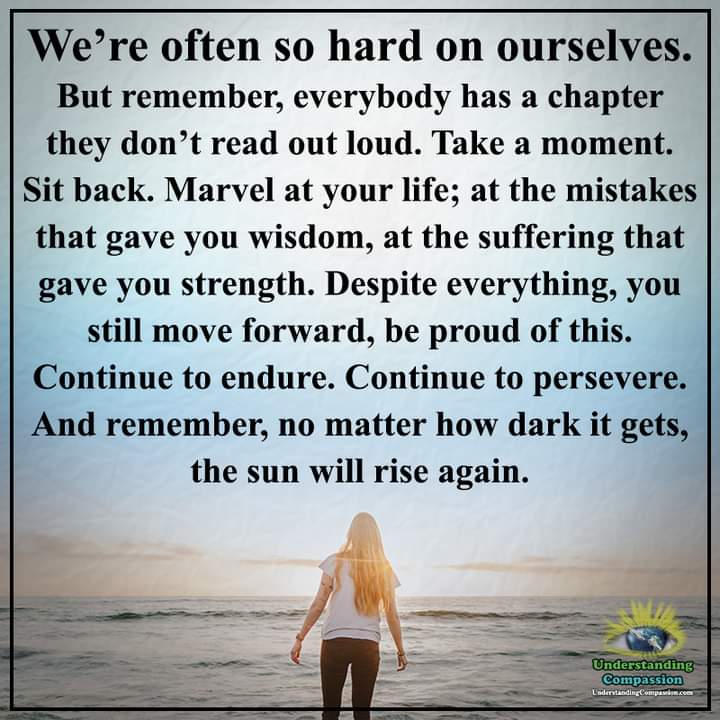 We’re often so hard on ourselves.
But remember, everybody has a chapter
they don’t read out loud. Take a moment.
Sit back. Marvel at your life; at the mistakes
that gave you wisdom, at the suffering that
gave you strength. Despite everything, you
still move forward, be proud of this.
Continue to endure. Continue to persevere.
And remember, no matter how dark it gets,
the sun will rise again.
Understanding
Compassion
UnderstandingCompassion.com